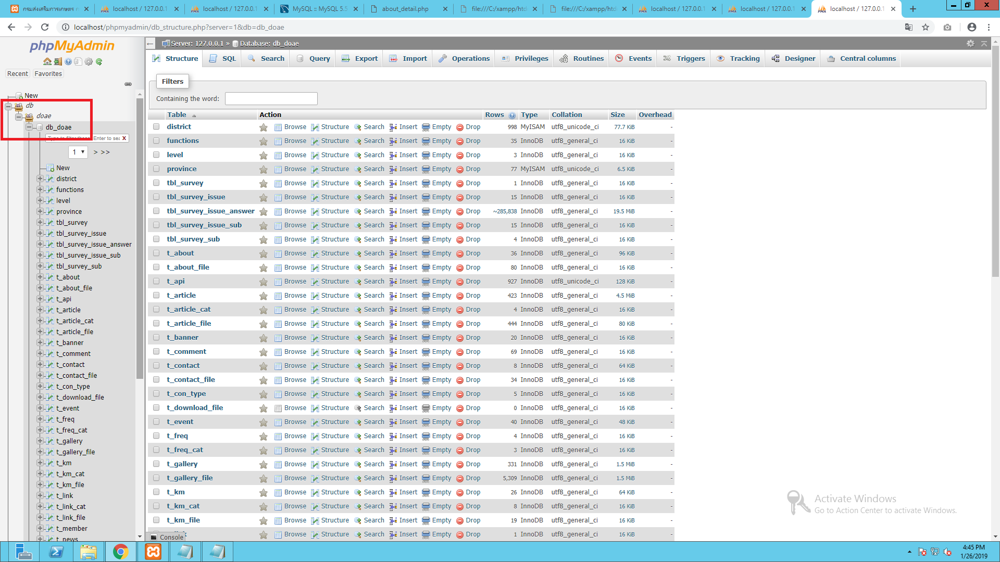 กรมส่งเสริมการเกษตร localhost / 127.0.0.1 localhost / 127.0.0.1 MySQL :: MySQL 5.5 about_detail.php file:///C:/xampp/htd file:///C:/xampp/htd localhost / 127.0.0.1 localhost / 127.0.0.1 localhost / 127.0.0.1
localhost/phpmyadmin/db_structure.php?server=1&db=db_doae
phpMyAdmin
Recent Favorites
New
db
doae
db_doae
Enter to sea X
1 > >>
New
district
functions
level
province
tbl_survey
tbl_survey_issue
tbl_survey_issue_answer
tbl_survey_issue_sub
tbl_survey_sub
t_about
t_about_file
t_api
t_article
t_article_cat
t_article_file
t_banner
t_comment
t_contact
t_contact_file
t_con_type
t_download_file
t_event
t_freq
t_freq_cat
t_gallery
t_gallery_file
t_km
t_km_cat
t_km_file
t_link
t_link_cat
t_link_file
t_member
t_news
Server: 127.0.0.1 » Database: db_doae
Structure SQL Search Query Export Import Operations Privileges Routines Events Triggers Tracking Designer Central columns
Filters
Containing the word:
Table Action Rows Type Collation Size Overhead
district Browse Structure Search Insert Empty Drop 998 MyISAM utf8_unicode_ci 77.7 KiB -
functions Browse Structure Search Insert Empty Drop 35 InnoDB utf8_general_ci 16 KiB -
level Browse Structure Search Insert Empty Drop 3 InnoDB utf8_general_ci 16 KiB -
province Browse Structure Search Insert Empty Drop 77 MyISAM utf8_unicode_ci 6.5 KiB -
tbl_survey Browse Structure Search Insert Empty Drop 1 InnoDB utf8_general_ci 16 KiB -
tbl_survey_issue Browse Structure Search Insert Empty Drop 15 InnoDB utf8_general_ci 16 KiB -
tbl_survey_issue_answer Browse Structure Search Insert Empty Drop ~285,838 InnoDB utf8_general_ci 19.5 MiB -
tbl_survey_issue_sub Browse Structure Search Insert Empty Drop 15 InnoDB utf8_general_ci 16 KiB -
tbl_survey_sub Browse Structure Search Insert Empty Drop 4 InnoDB utf8_general_ci 16 KiB -
t_about Browse Structure Search Insert Empty Drop 36 InnoDB utf8_general_ci 96 KiB -
t_about_file Browse Structure Search Insert Empty Drop 80 InnoDB utf8_general_ci 16 KiB -
t_api Browse Structure Search Insert Empty Drop 927 InnoDB utf8_unicode_ci 128 KiB -
t_article Browse Structure Search Insert Empty Drop 423 InnoDB utf8_general_ci 4.5 MiB -
t_article_cat Browse Structure Search Insert Empty Drop 4 InnoDB utf8_general_ci 16 KiB -
t_article_file Browse Structure Search Insert Empty Drop 444 InnoDB utf8_general_ci 80 KiB -
t_banner Browse Structure Search Insert Empty Drop 20 InnoDB utf8_general_ci 16 KiB -
t_comment Browse Structure Search Insert Empty Drop 69 InnoDB utf8_general_ci 16 KiB -
t_contact Browse Structure Search Insert Empty Drop 8 InnoDB utf8_general_ci 64 KiB -
t_contact_file Browse Structure Search Insert Empty Drop 34 InnoDB utf8_general_ci 16 KiB -
t_con_type Browse Structure Search Insert Empty Drop 5 InnoDB utf8_general_ci 16 KiB -
t_download_file Browse Structure Search Insert Empty Drop 0 InnoDB utf8_general_ci 16 KiB -
t_event Browse Structure Search Insert Empty Drop 40 InnoDB utf8_general_ci 48 KiB -
t_freq Browse Structure Search Insert Empty Drop 4 InnoDB utf8_general_ci 16 KiB -
t_freq_cat Browse Structure Search Insert Empty Drop 3 InnoDB utf8_general_ci 16 KiB -
t_gallery Browse Structure Search Insert Empty Drop 331 InnoDB utf8_general_ci 1.5 MiB -
t_gallery_file Browse Structure Search Insert Empty Drop 5,309 InnoDB utf8_general_ci 1.5 MiB -
t_km Browse Structure Search Insert Empty Drop 26 InnoDB utf8_general_ci 64 KiB -
t_km_cat Browse Structure Search Insert Empty Drop 8 InnoDB utf8_general_ci 16 KiB -
t_km_file Browse Structure Search Insert Empty Drop 19 InnoDB utf8_general_ci 16 KiB -
Browse Structure Search Insert Empty Drop 1 InnoDB utf8_general_ci 16 KiB -
Console
Activate Windows
Go to Action Center to activate Windows.
4:45 PM
1/26/2019